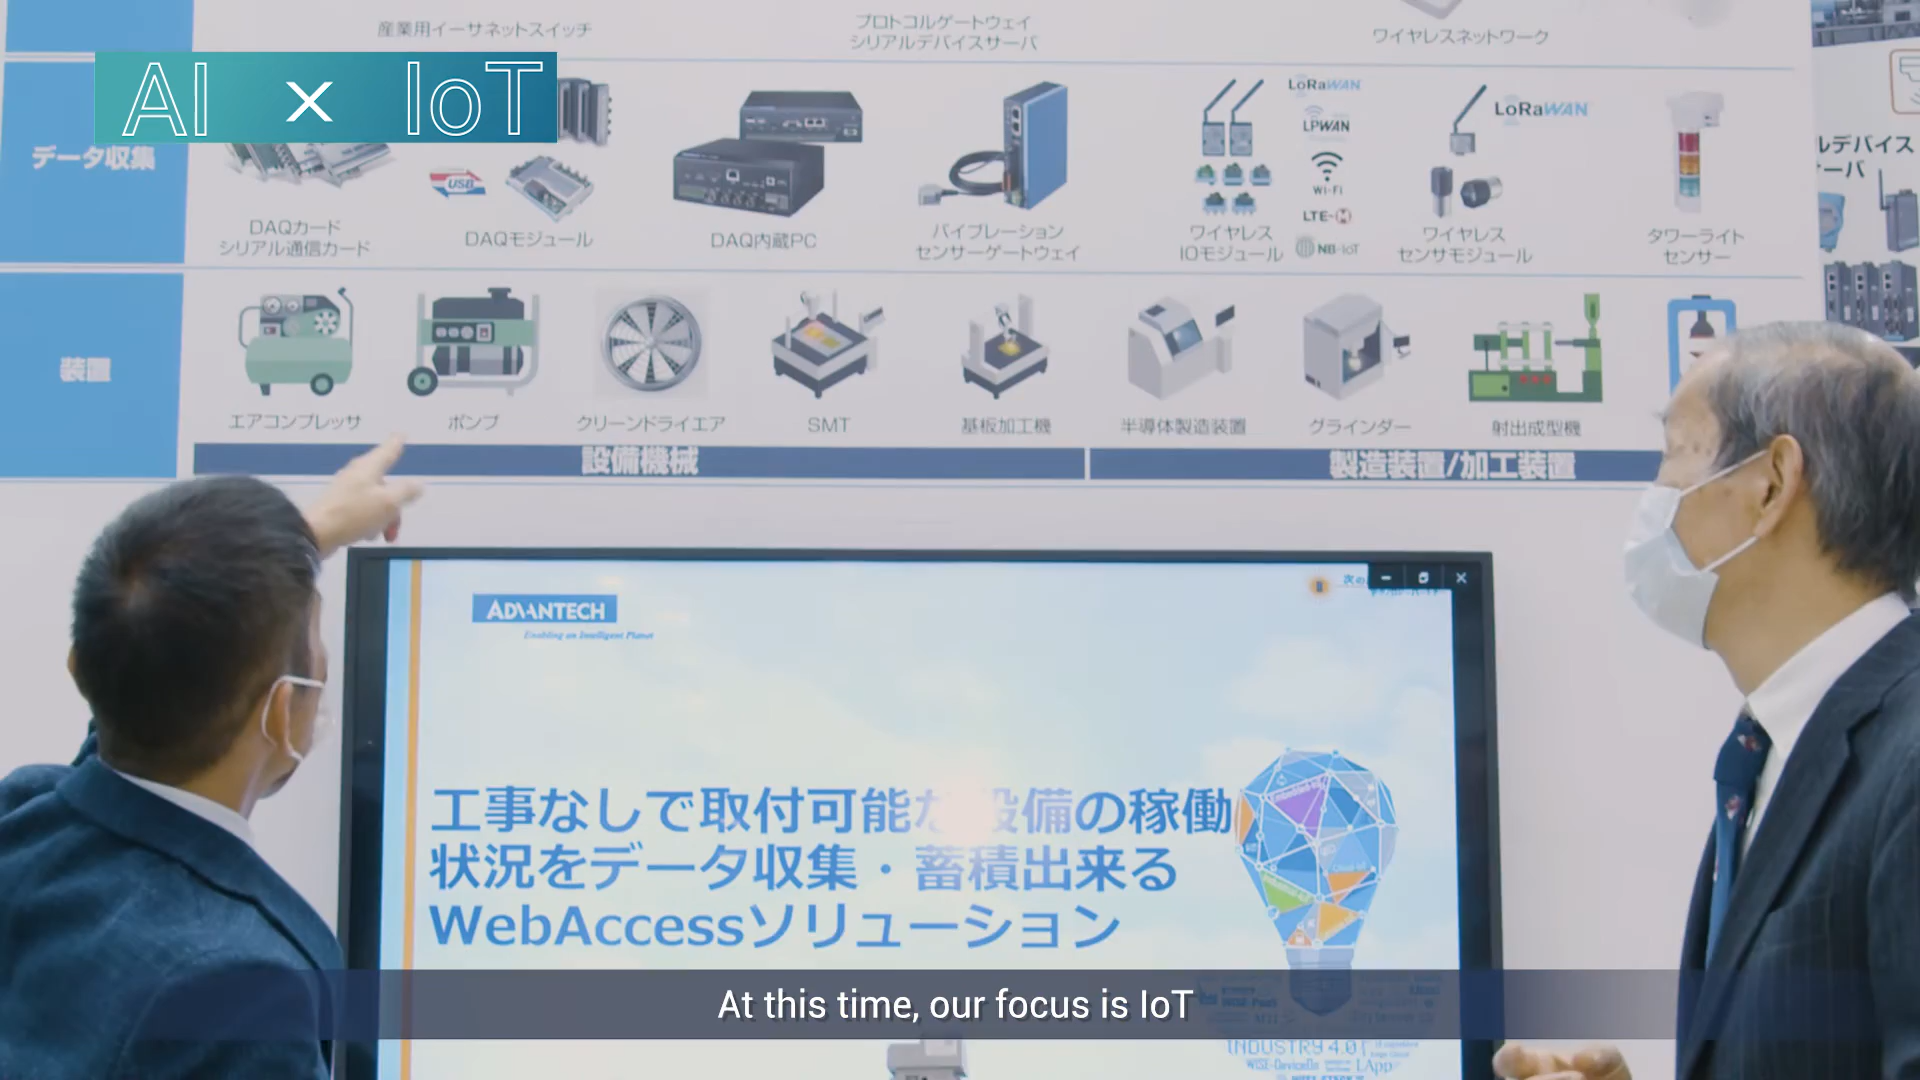 産業用イーサネットスイッチ
プロトコルゲートウェイ
シリアルデバイスサーバ
ワイヤレスネットワーク
AI × IoT
データ収集
USB
LoRaWAN
LPWAN
Wi-Fi
LTE-M
NB-IoT
LoRaWAN
ルデバイス
ーバ
DAQカード
シリアル通信カード
DAQモジュール
DAQ内蔵PC
バイブレーション
センサーゲートウェイ
ワイヤレス
IOモジュール
ワイヤレス
センサモジュール
タワーライト
センサー
装置
エアコンプレッサ
ポンプ
クリーンドライエア
SMT
基板加工機
半導体製造装置
グラインダー
射出成型機
設備機械
製造装置/加工装置
ADVANTECH
Enabling an Intelligent Planet
次の
工事なしで取付可能な設備の稼働
状況をデータ収集・蓄積出来る
WebAccessソリューション
At this time, our focus is IoT
INDUSTRY 4.0
WISE-DeviceOn
LApp